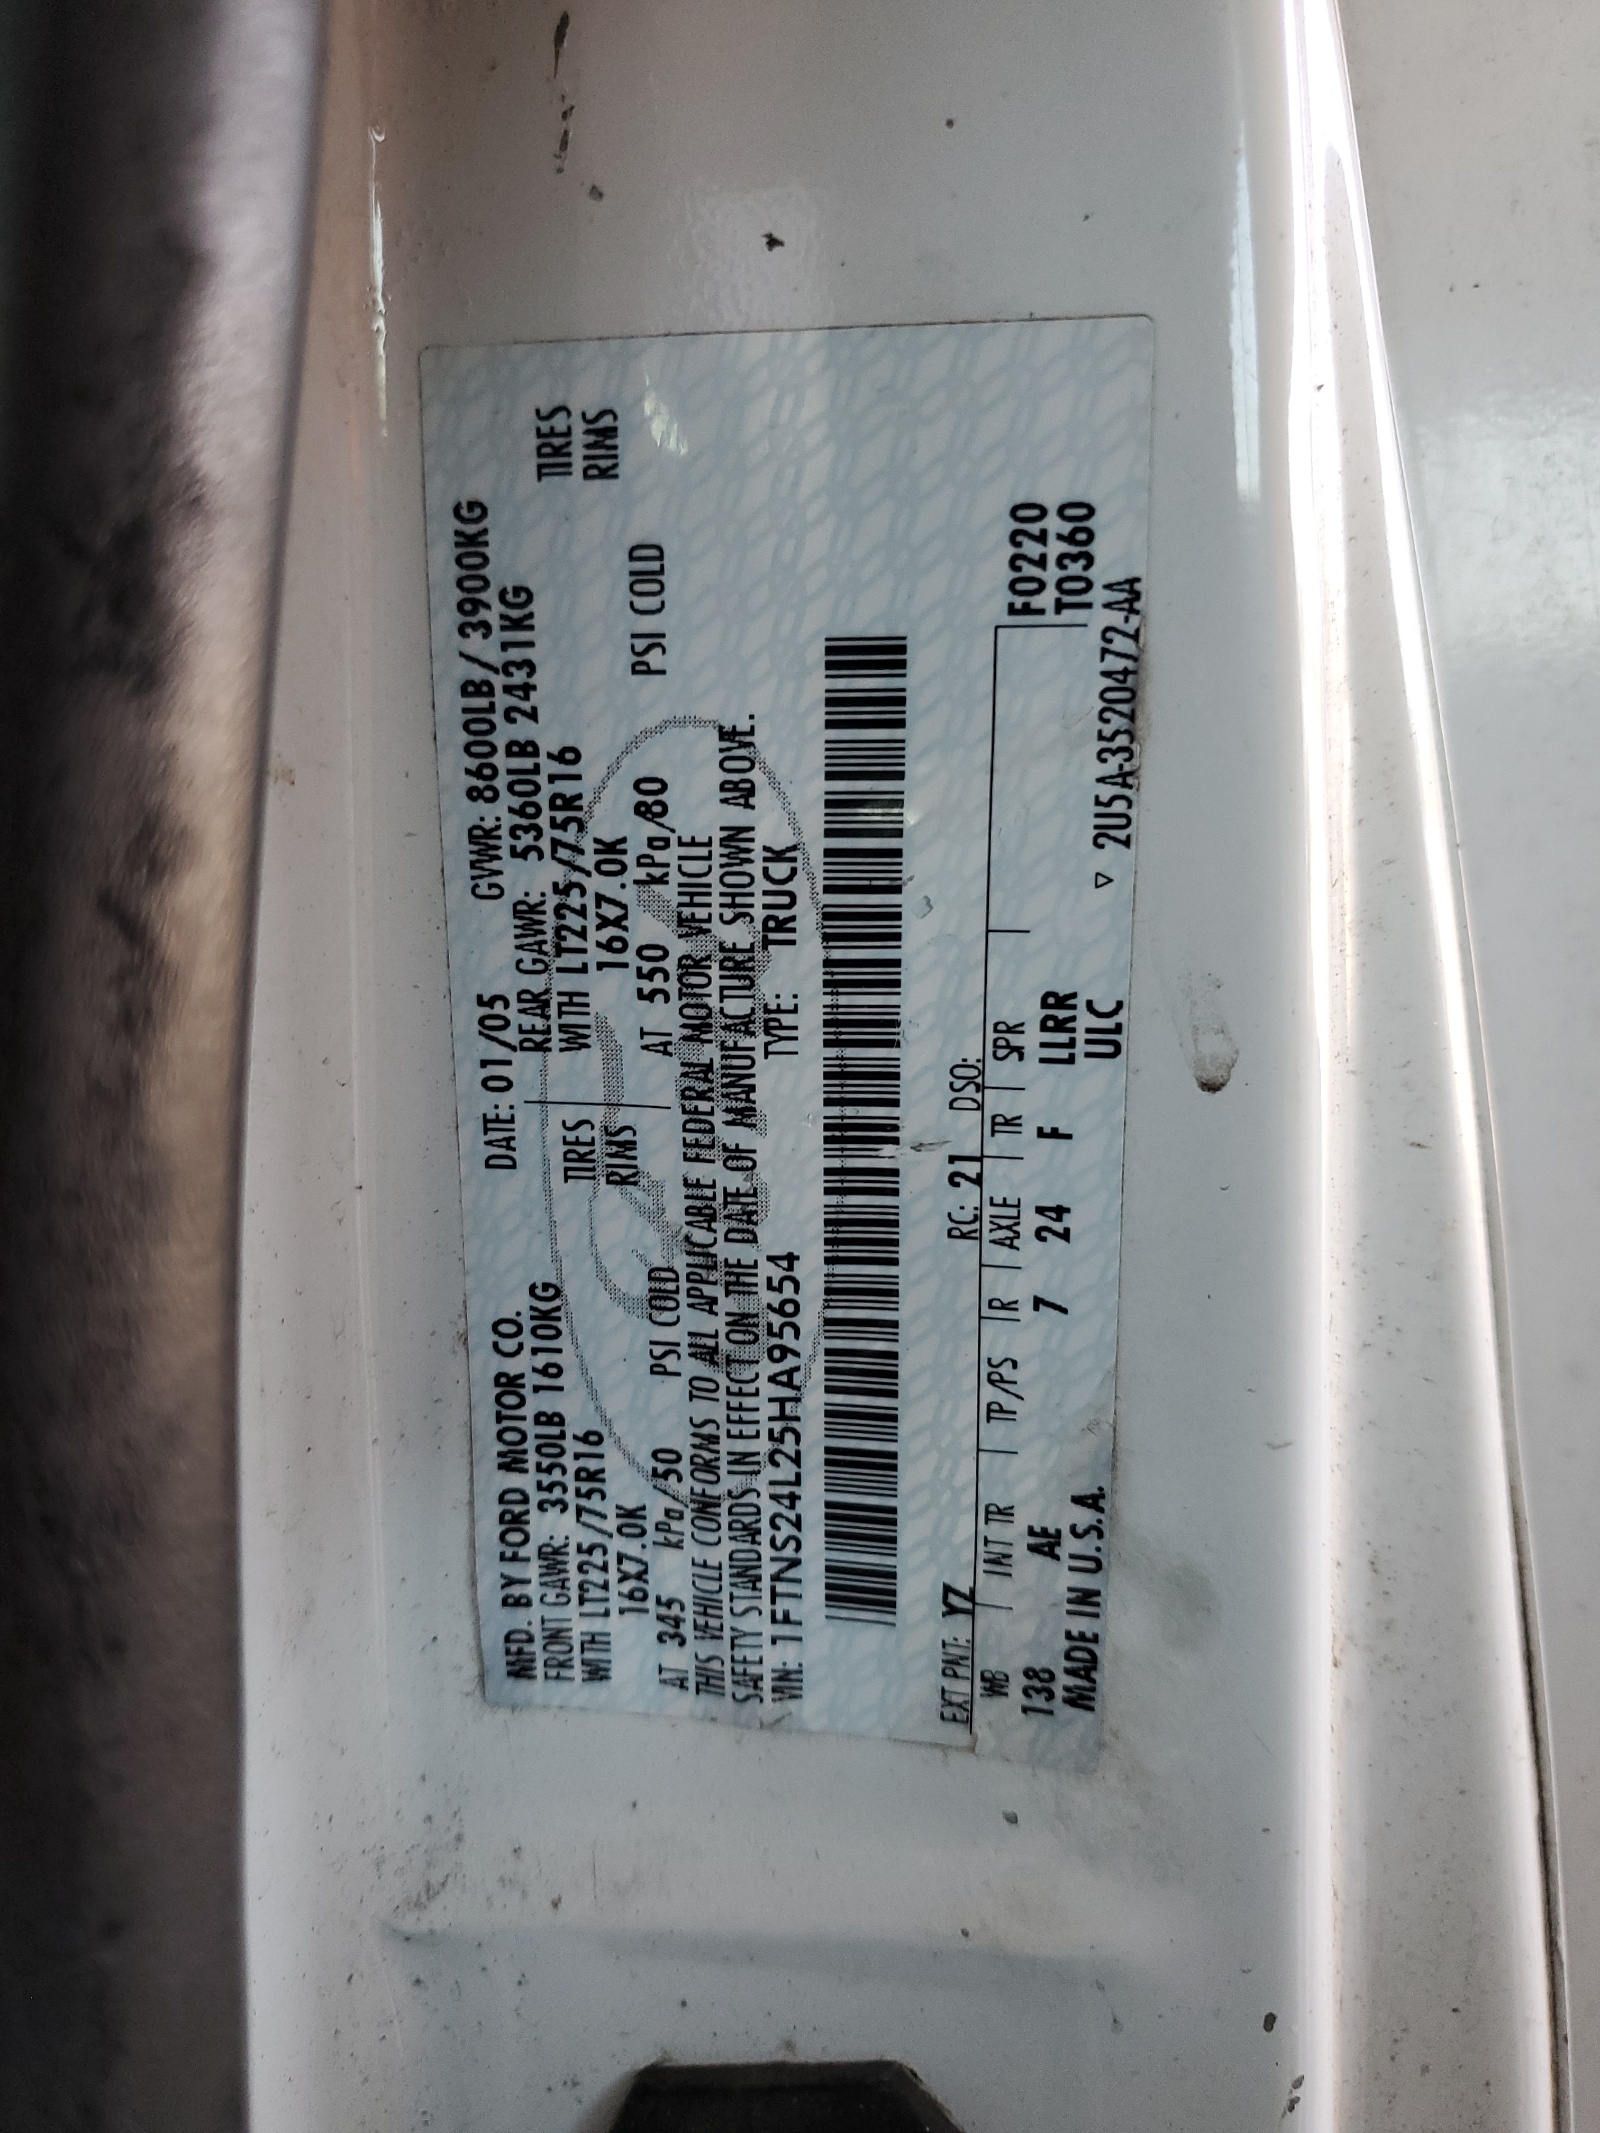 MFD. BY FORD MOTOR CO. DATE: 01/05 GVWR: 8600LB/3900KG
FRONT GAWR: 3550LB 1610KG REAR GAWR: 5360LB 2431KG
WITH LT225/75R16 TIRES WITH LT225/75R16 TIRES
16X7.0K RIMS 16X7.0K RIMS
AT 345 kPa/50 PSI COLD AT 550 kPa/80 PSI COLD
THIS VEHICLE CONFORMS TO ALL APPLICABLE FEDERAL MOTOR VEHICLE
SAFETY STANDARDS IN EFFECT ON THE DATE OF MANUFACTURE SHOWN ABOVE.
VIN: 1FTNS24L25HA95654 TYPE: TRUCK
EXT PNT: YZ RC: 21 DSO:
WB INT TR TP/PS R AXLE TR SPR
138 AE 7 24 F LLRR F0220
T0360
MADE IN U.S.A. ULC
▽ 2U5A-3520472-AA